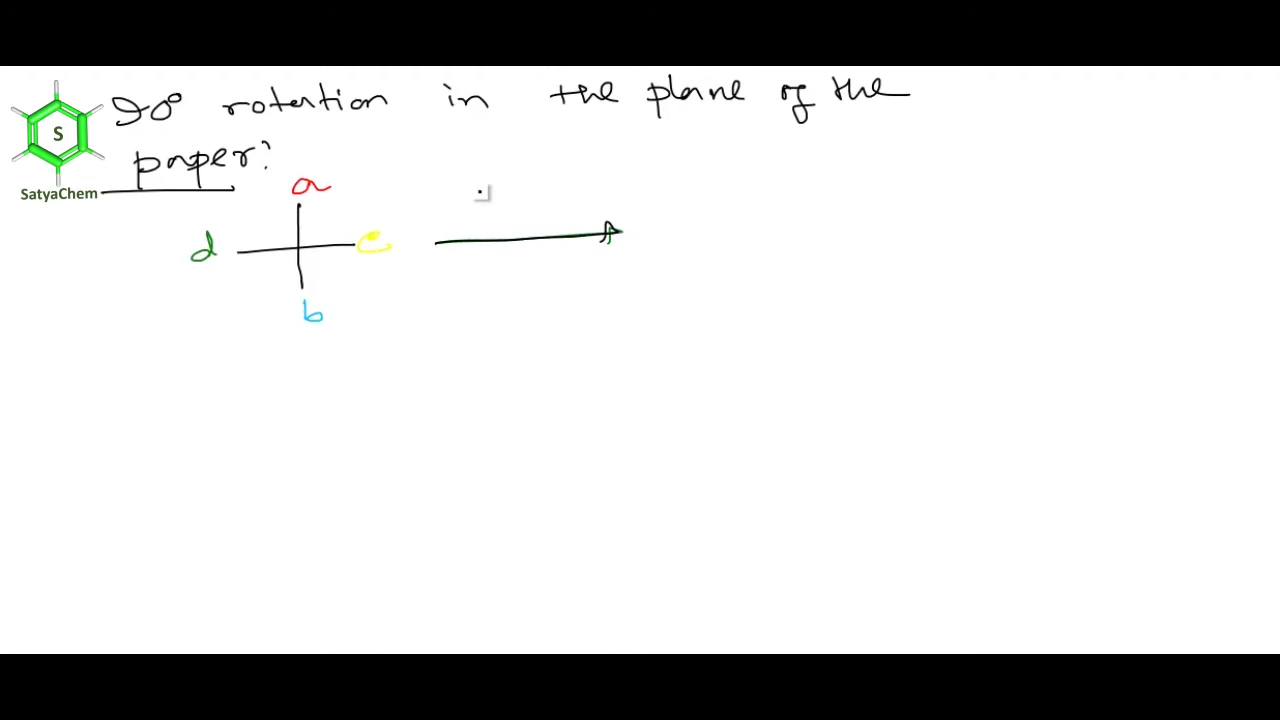 90° rotation in the plane of the
paper?
S
SatyaChem
a
d
c
b